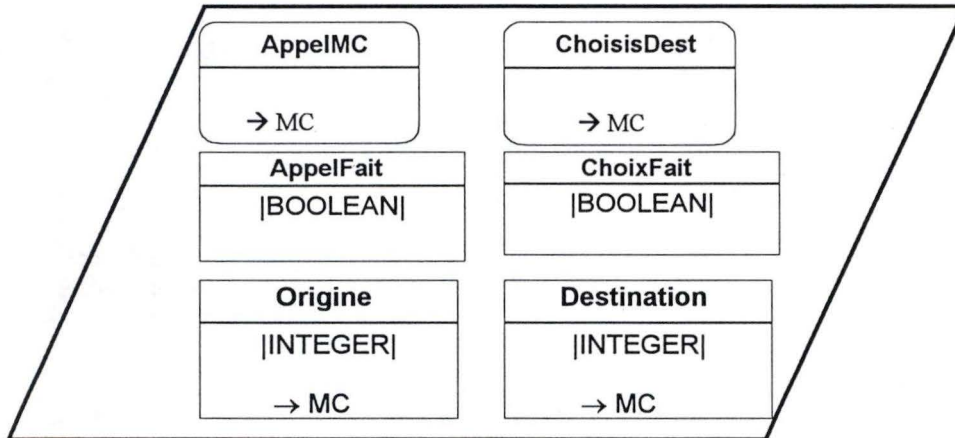 AppelMC
ChoisisDest
→ MC
→ MC
AppelFait
ChoixFait
|BOOLEAN|
|BOOLEAN|
Origine
Destination
|INTEGER|
|INTEGER|
→ MC
→ MC